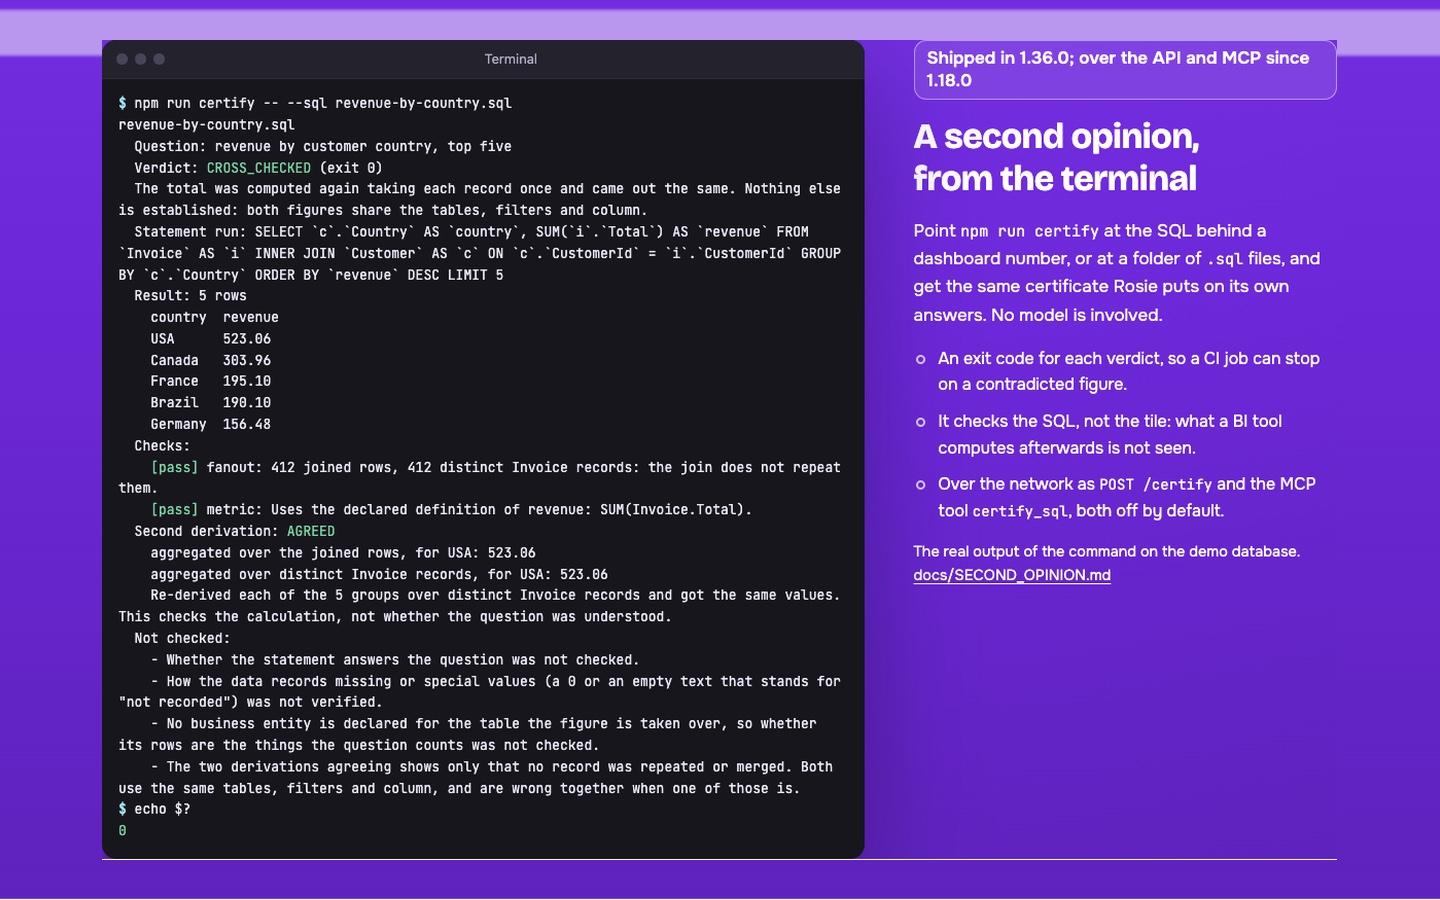 Terminal
$ npm run certify -- --sql revenue-by-country.sql
revenue-by-country.sql
Question: revenue by customer country, top five
Verdict: CROSS_CHECKED (exit 0)
The total was computed again taking each record once and came out the same. Nothing else
is established: both figures share the tables, filters and column.
Statement run: SELECT `c`.`Country` AS `country`, SUM(`i`.`Total`) AS `revenue` FROM
`Invoice` AS `i` INNER JOIN `Customer` AS `c` ON `c`.`CustomerId` = `i`.`CustomerId` GROUP
BY `c`.`Country` ORDER BY `revenue` DESC LIMIT 5
Result: 5 rows
country revenue
USA 523.06
Canada 303.96
France 195.10
Brazil 190.10
Germany 156.48
Checks:
[pass] fanout: 412 joined rows, 412 distinct Invoice records: the join does not repeat
them.
[pass] metric: Uses the declared definition of revenue: SUM(Invoice.Total).
Second derivation: AGREED
aggregated over the joined rows, for USA: 523.06
aggregated over distinct Invoice records, for USA: 523.06
Re-derived each of the 5 groups over distinct Invoice records and got the same values.
This checks the calculation, not whether the question was understood.
Not checked:
- Whether the statement answers the question was not checked.
- How the data records missing or special values (a 0 or an empty text that stands for
"not recorded") was not verified.
- No business entity is declared for the table the figure is taken over, so whether
its rows are the things the question counts was not checked.
- The two derivations agreeing shows only that no record was repeated or merged. Both
use the same tables, filters and column, and are wrong together when one of those is.
$ echo $?
0
Shipped in 1.36.0; over the API and MCP since
1.18.0
A second opinion,
from the terminal
Point npm run certify at the SQL behind a
dashboard number, or at a folder of .sql files, and
get the same certificate Rosie puts on its own
answers. No model is involved.
An exit code for each verdict, so a CI job can stop
on a contradicted figure.
It checks the SQL, not the tile: what a BI tool
computes afterwards is not seen.
Over the network as POST /certify and the MCP
tool certify_sql, both off by default.
The real output of the command on the demo database.
docs/SECOND_OPINION.md